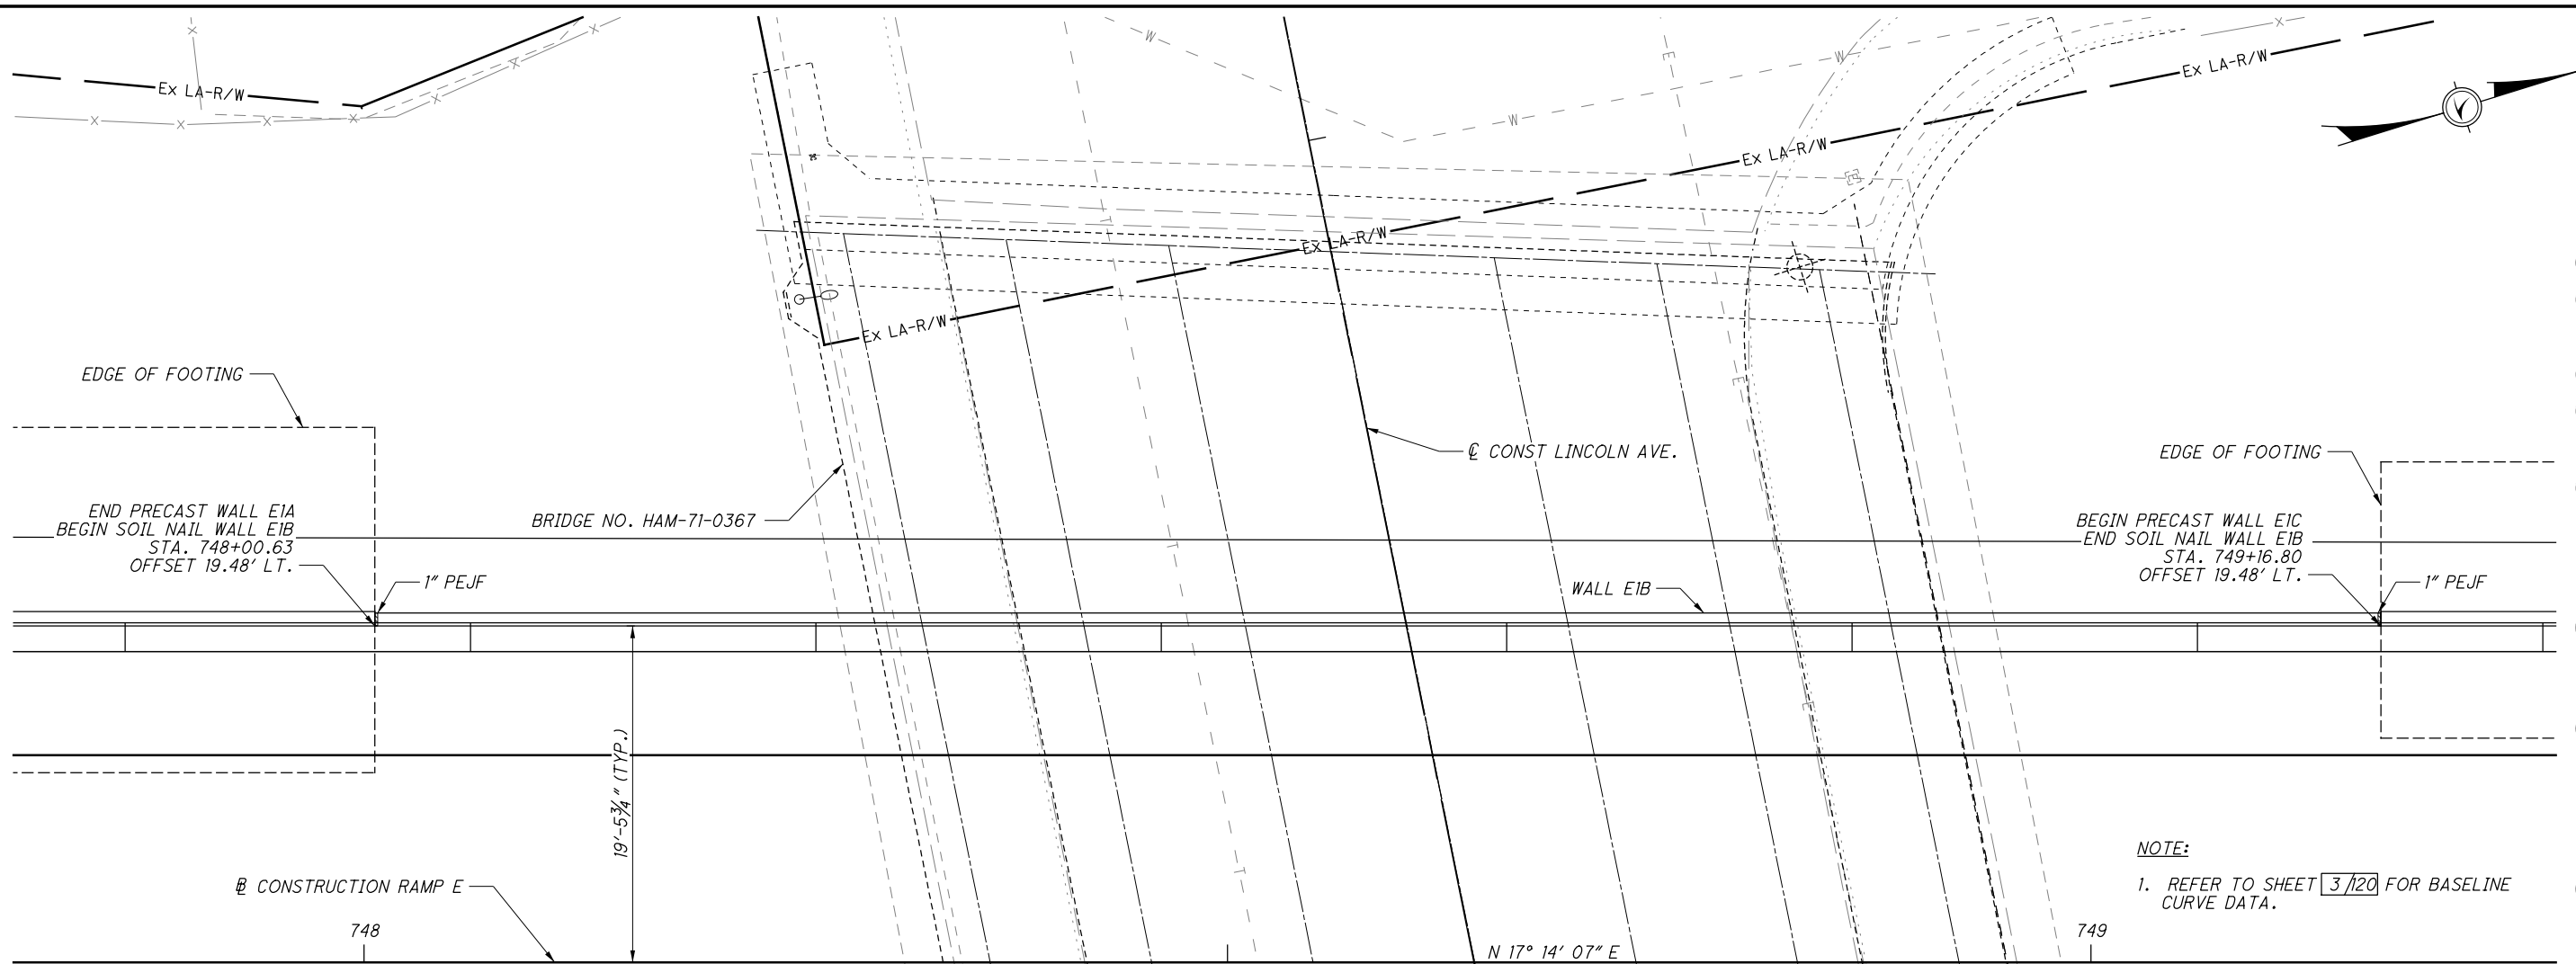 Ex LA-R/W
Ex LA-R/W
Ex LA-R/W
Ex LA-R/W
Ex LA-R/W
X
X
X
X
X
X
X
X
X
W
W
W
W
E
E
E
E
T
T
T
EDGE OF FOOTING
END PRECAST WALL E1A
BEGIN SOIL NAIL WALL E1B
STA. 748+00.63
OFFSET 19.48' LT.
1" PEJF
BRIDGE NO. HAM-71-0367
℄ CONST LINCOLN AVE.
WALL E1B
EDGE OF FOOTING
BEGIN PRECAST WALL E1C
END SOIL NAIL WALL E1B
STA. 749+16.80
OFFSET 19.48' LT.
1" PEJF
19'-5¾" (TYP.)
BL CONSTRUCTION RAMP E
748
N 17° 14' 07" E
749
NOTE:
1. REFER TO SHEET 3/120 FOR BASELINE
CURVE DATA.